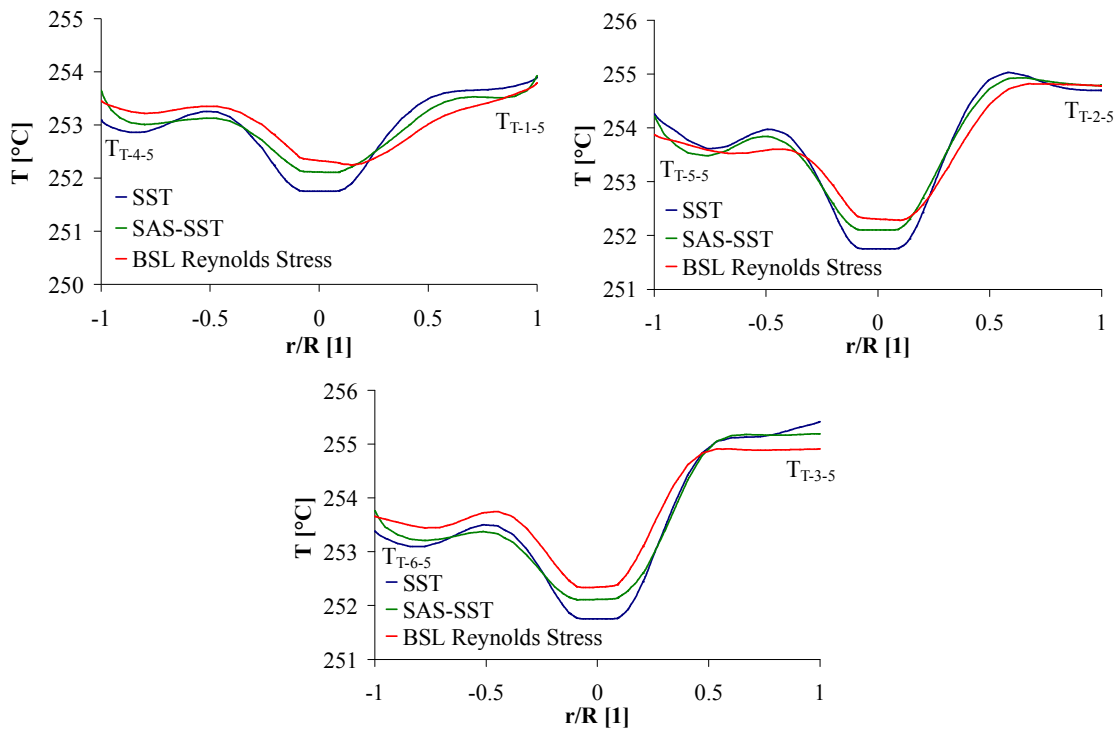 255
254
253
252
251
250
T [°C]
T_T-4-5
T_T-1-5
SST
SAS-SST
BSL Reynolds Stress
-1
-0.5
0
0.5
1
r/R [1]
256
255
254
253
252
251
T [°C]
T_T-5-5
T_T-2-5
SST
SAS-SST
BSL Reynolds Stress
-1
-0.5
0
0.5
1
r/R [1]
256
255
254
253
252
251
T [°C]
T_T-6-5
T_T-3-5
SST
SAS-SST
BSL Reynolds Stress
-1
-0.5
0
0.5
1
r/R [1]